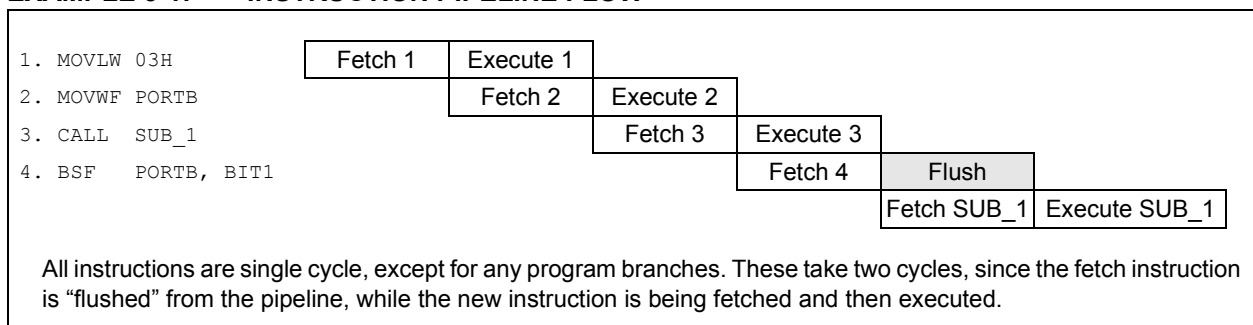 1. MOVLW 03H Fetch 1 Execute 1
2. MOVWF PORTB Fetch 2 Execute 2
3. CALL SUB_1 Fetch 3 Execute 3
4. BSF PORTB, BIT1 Fetch 4 Flush
Fetch SUB_1 Execute SUB_1
All instructions are single cycle, except for any program branches. These take two cycles, since the fetch instruction
is “flushed” from the pipeline, while the new instruction is being fetched and then executed.